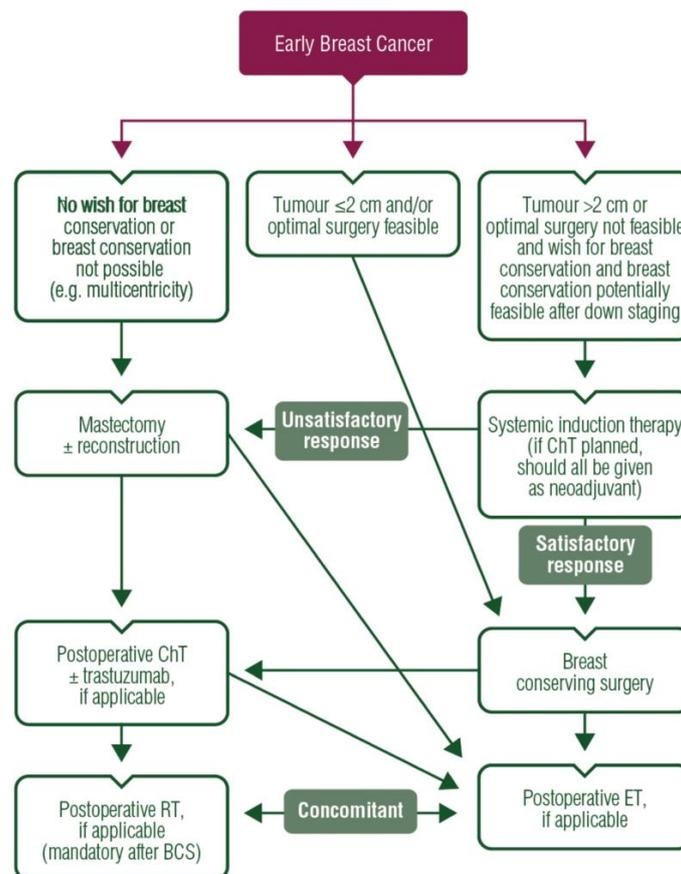 Early Breast Cancer
No wish for breast
conservation or
breast conservation
not possible
(e.g. multicentricity)
Tumour ≤2 cm and/or
optimal surgery feasible
Tumour >2 cm or
optimal surgery not feasible
and wish for breast
conservation and breast
conservation potentially
feasible after down staging
Mastectomy
± reconstruction
Unsatisfactory
response
Systemic induction therapy
(if ChT planned,
should all be given
as neoadjuvant)
Satisfactory
response
Postoperative ChT
± trastuzumab,
if applicable
Breast
conserving surgery
Postoperative RT,
if applicable
(mandatory after BCS)
Concomitant
Postoperative ET,
if applicable